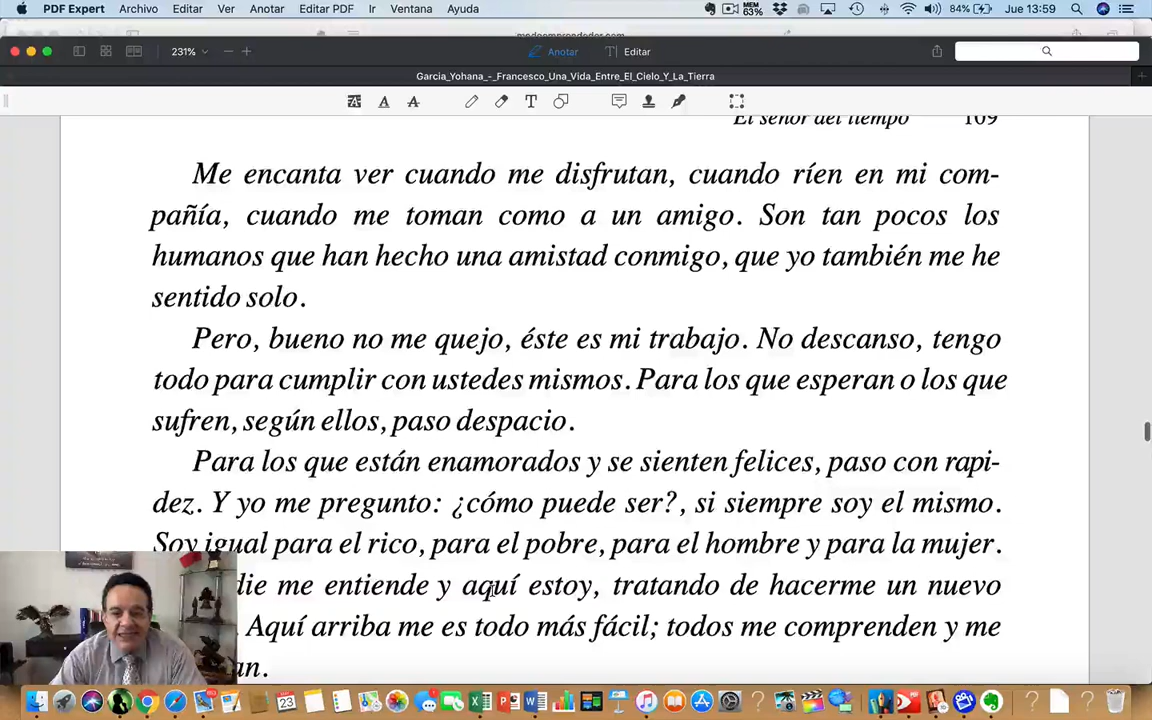 PDF Expert Archivo Editar Ver Anotar Editar PDF Ir Ventana Ayuda MEM 63% 84% Jue 13:59
231% Anotar Editar
Garcia_Yohana_-_Francesco_Una_Vida_Entre_El_Cielo_Y_La_Tierra
El señor del tiempo 109
Me encanta ver cuando me disfrutan, cuando ríen en mi com-
pañía, cuando me toman como a un amigo. Son tan pocos los
humanos que han hecho una amistad conmigo, que yo también me he
sentido solo.
Pero, bueno no me quejo, éste es mi trabajo. No descanso, tengo
todo para cumplir con ustedes mismos. Para los que esperan o los que
sufren, según ellos, paso despacio.
Para los que están enamorados y se sienten felices, paso con rapi-
dez. Y yo me pregunto: ¿cómo puede ser?, si siempre soy el mismo.
Soy igual para el rico, para el pobre, para el hombre y para la mujer.
die me entiende y aquí estoy, tratando de hacerme un nuevo
Aquí arriba me es todo más fácil; todos me comprenden y me
an.